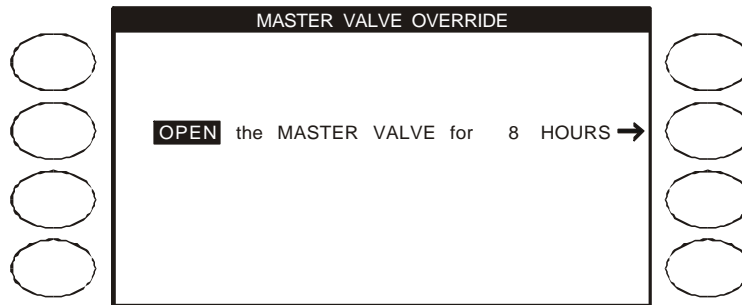 MASTER VALVE OVERRIDE
OPEN the MASTER VALVE for 8 HOURS →